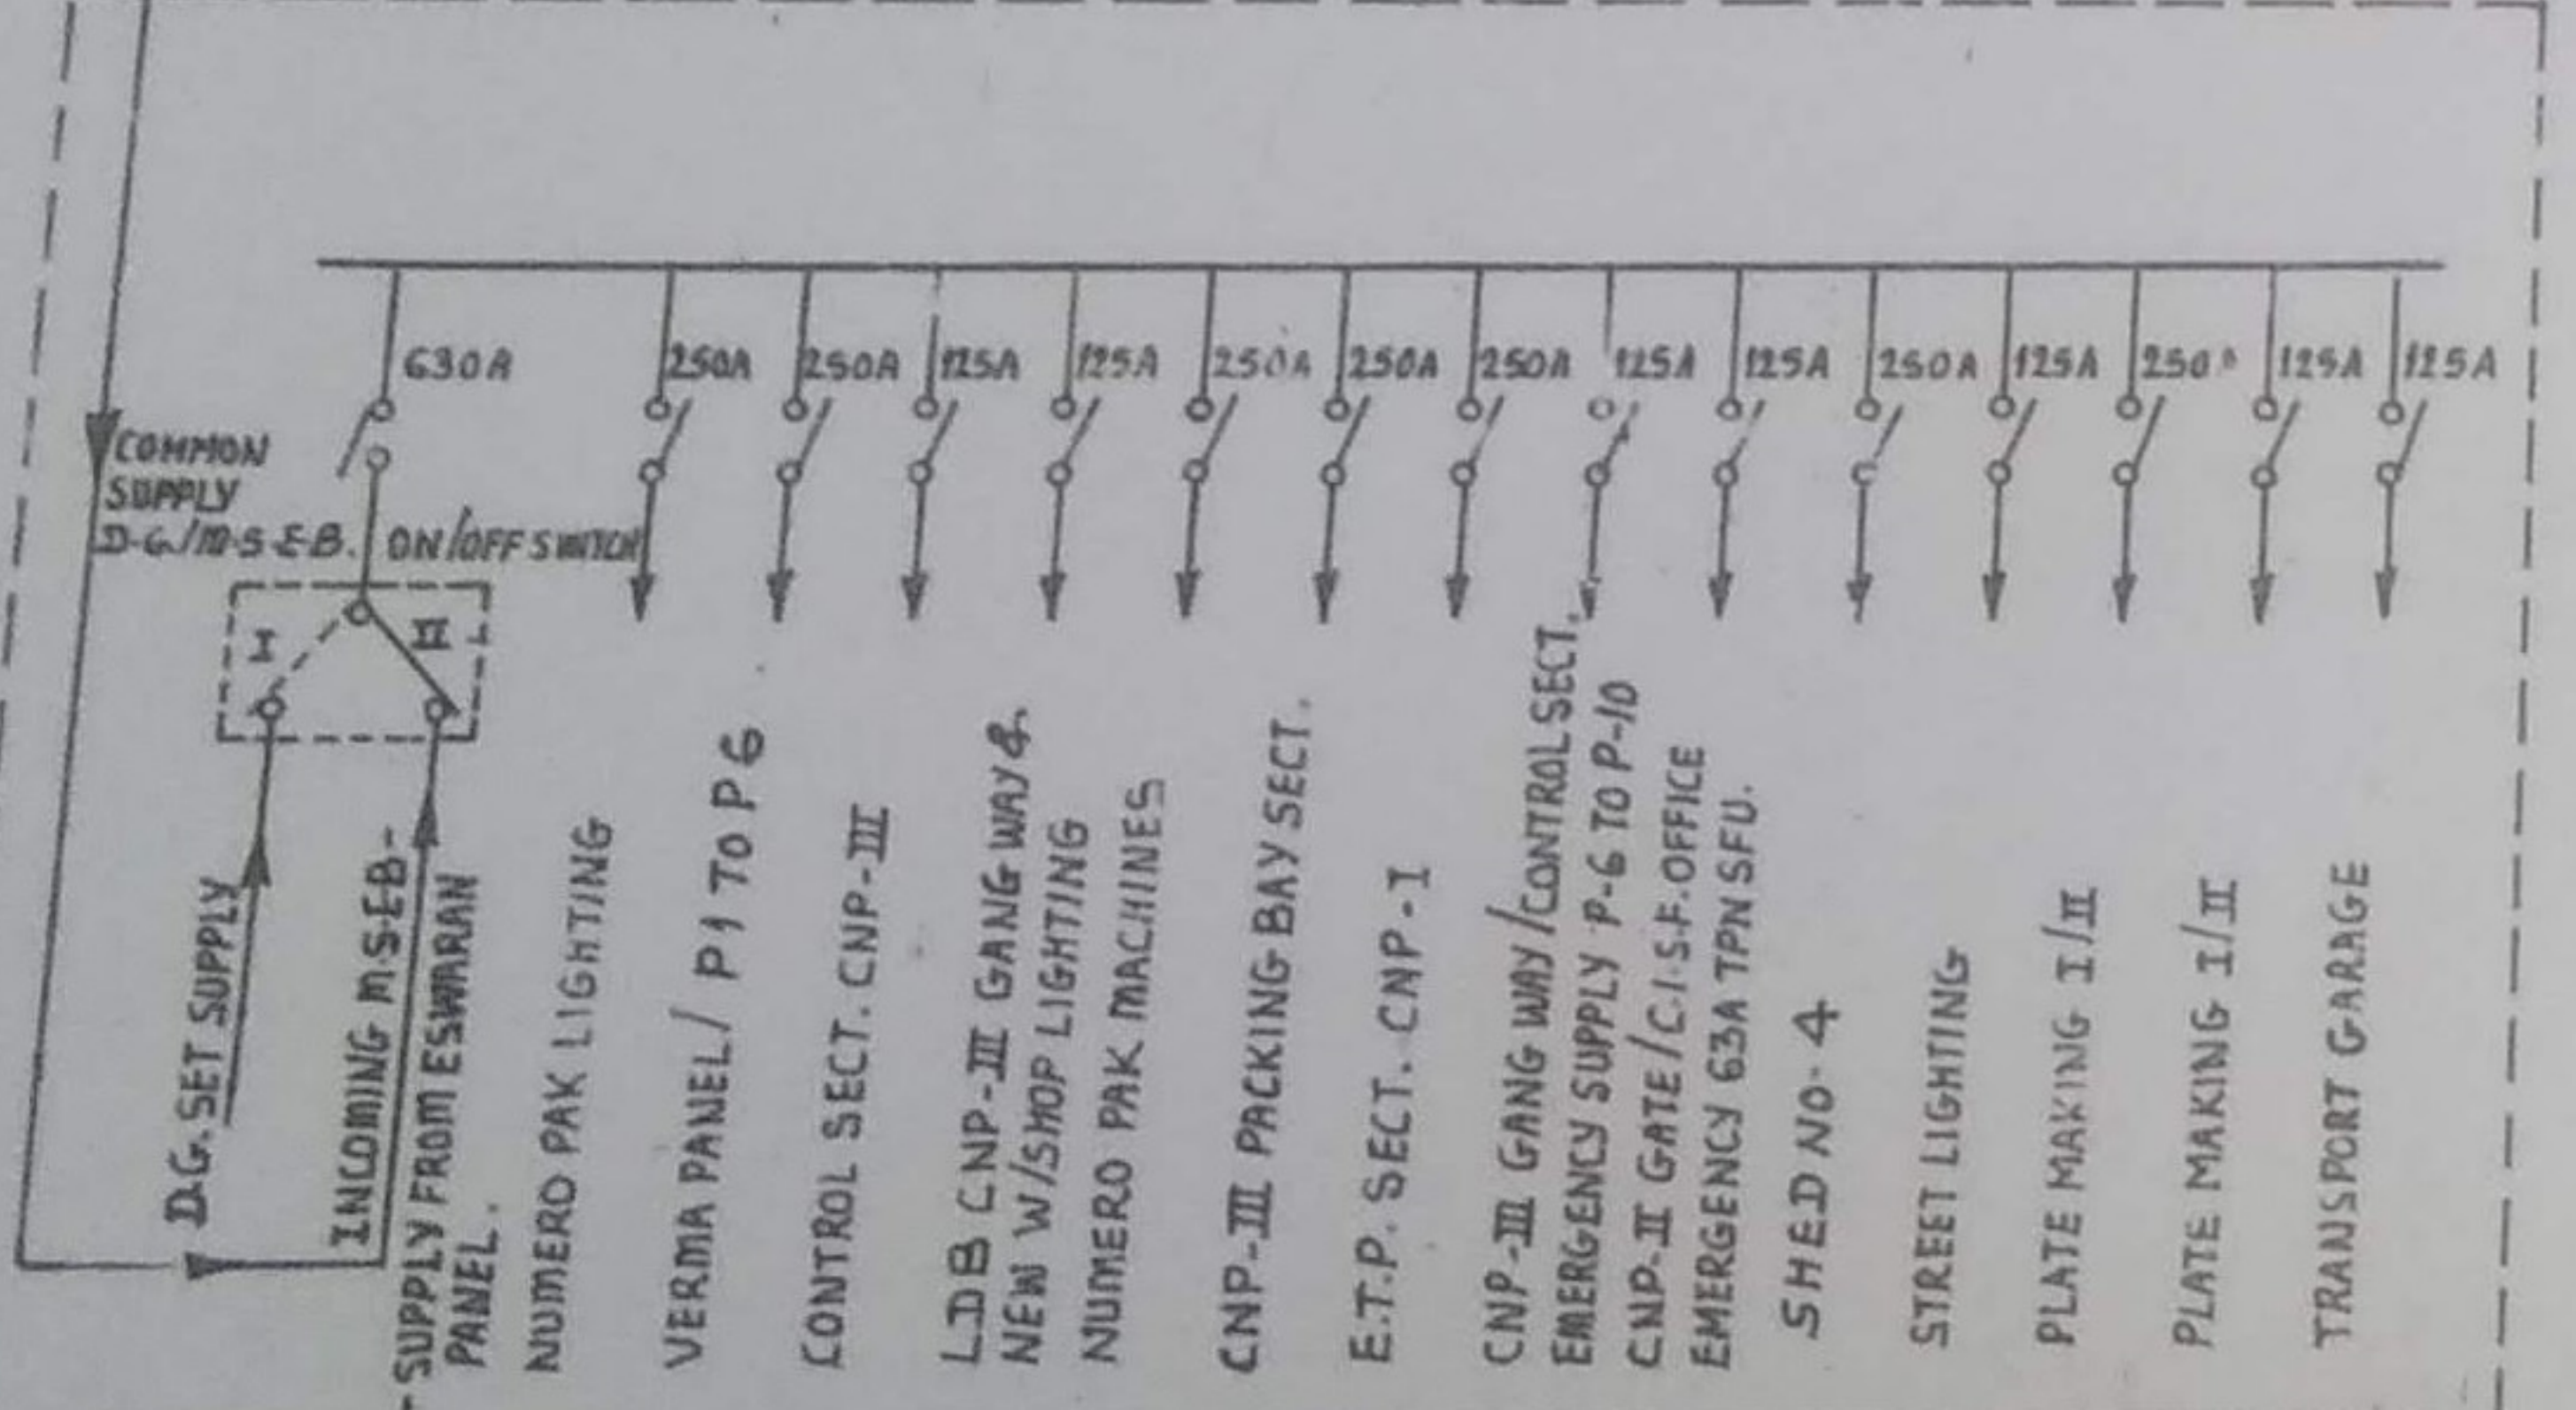 630A
250A
250A
125A
125A
250A
250A
250A
125A
125A
250A
125A
250A
125A
125A
COMMON
SUPPLY
D.G/M.S.E.B.
ON/OFF SWITCH
I
II
D.G. SET SUPPLY
INCOMING M.S.E.B-
-SUPPLY FROM ESWARAN
PANEL.
NUMERO PAK LIGHTING
VERMA PANEL/ P1 TO P6
CONTROL SECT. CNP-III
LDB CNP-III GANG WAY &
NEW W/SHOP LIGHTING
NUMERO PAK MACHINES
CNP-III PACKING BAY SECT.
E.T.P. SECT. CNP-I
CNP-III GANG WAY/CONTROL SECT.
EMERGENCY SUPPLY P-6 TO P-10
CNP-II GATE/C.I.S.F. OFFICE
EMERGENCY 63A TPN SFU.
SHED NO-4
STREET LIGHTING
PLATE MAKING I/II
PLATE MAKING I/II
TRANSPORT GARAGE